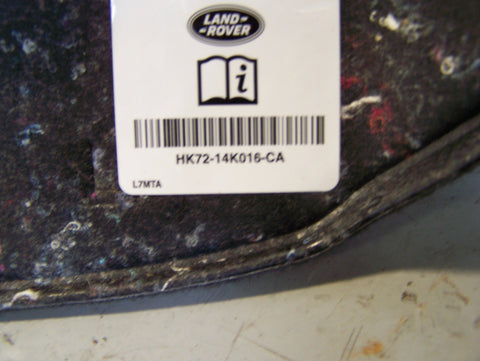 LAND-
-ROVER
i
HK72-14K016-CA
L7MTA